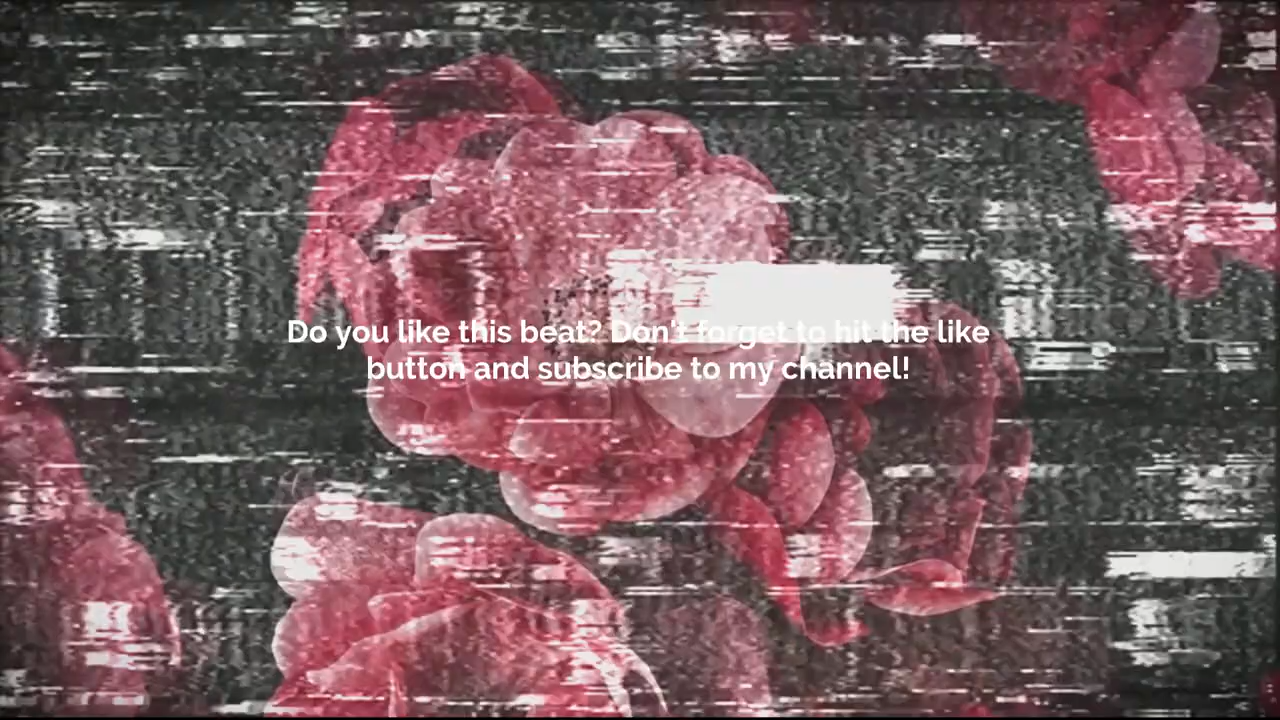 Do you like this beat? Don't forget to hit the like
button and subscribe to my channel!